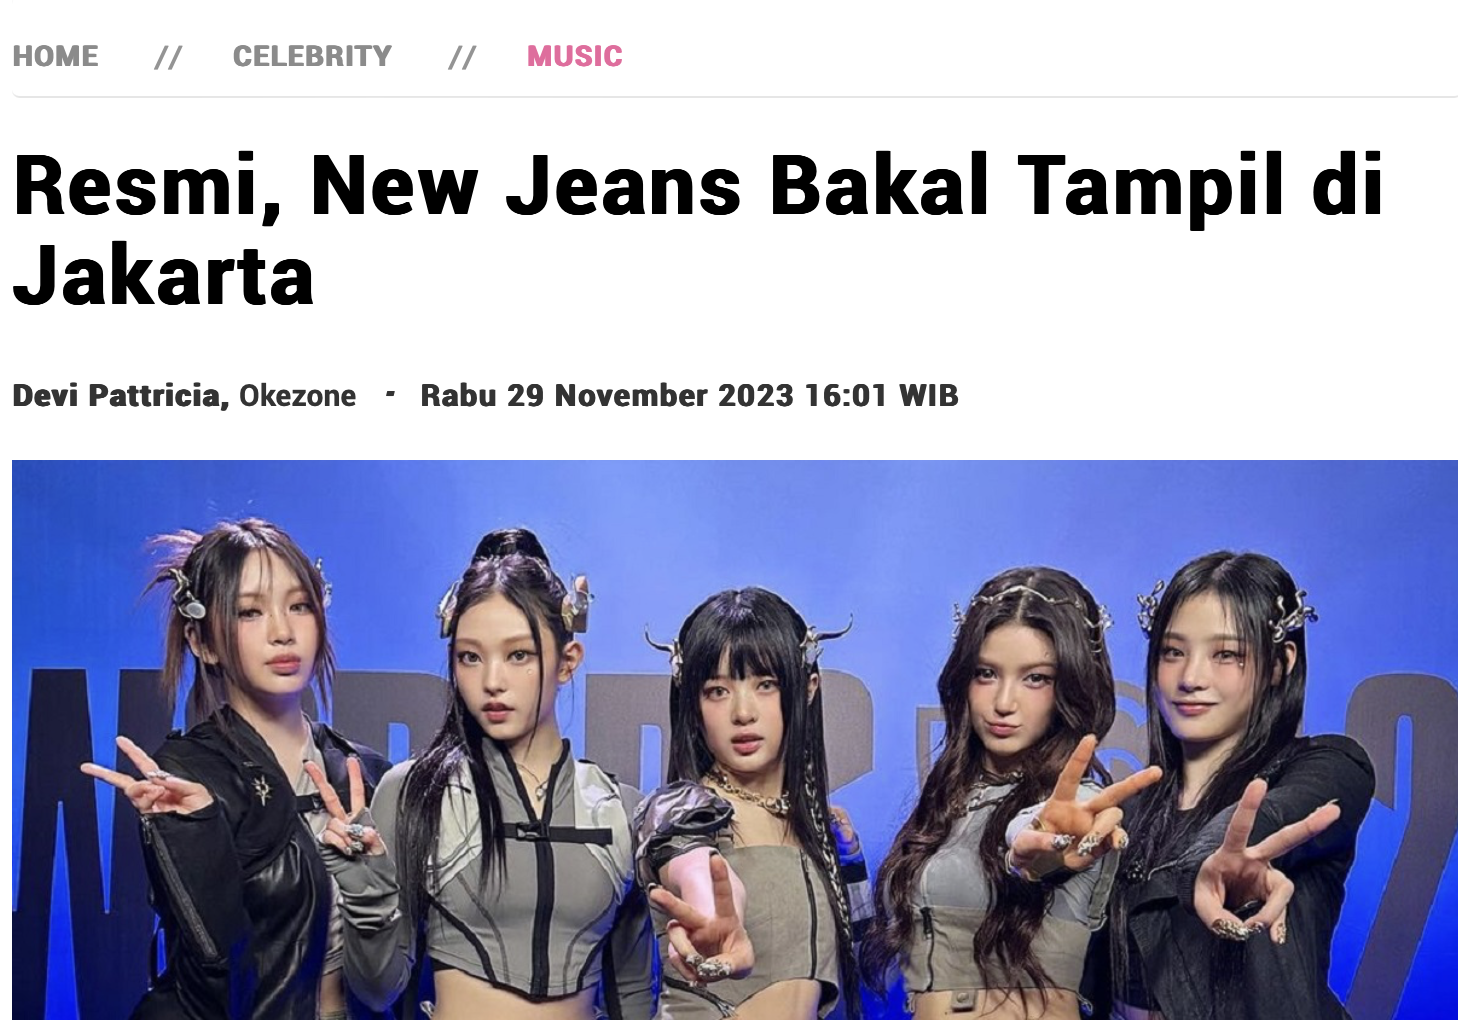 HOME // CELEBRITY // MUSIC
Resmi, New Jeans Bakal Tampil di
Jakarta
Devi Pattricia, Okezone - Rabu 29 November 2023 16:01 WIB